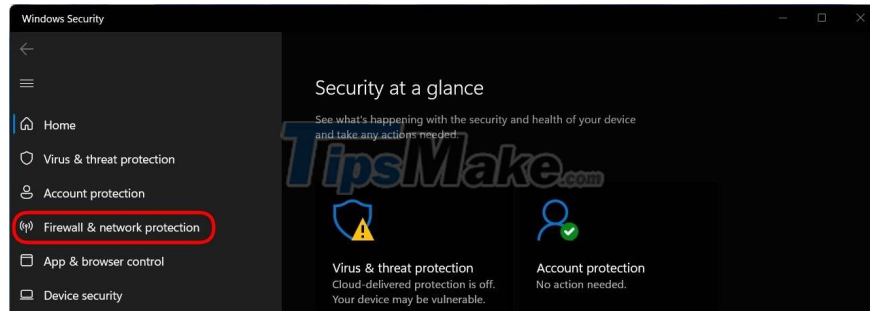 Windows Security
Home
Virus & threat protection
Account protection
Firewall & network protection
App & browser control
Device security
Security at a glance
See what's happening with the security and health of your device
and take any actions needed.
TipsMake.com
Virus & threat protection
Cloud-delivered protection is off.
Your device may be vulnerable.
Account protection
No action needed.